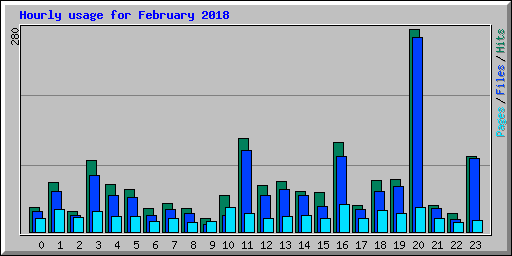 Hourly usage for February 2018
280
Pages / Files / Hits
0 1 2 3 4 5 6 7 8 9 10 11 12 13 14 15 16 17 18 19 20 21 22 23